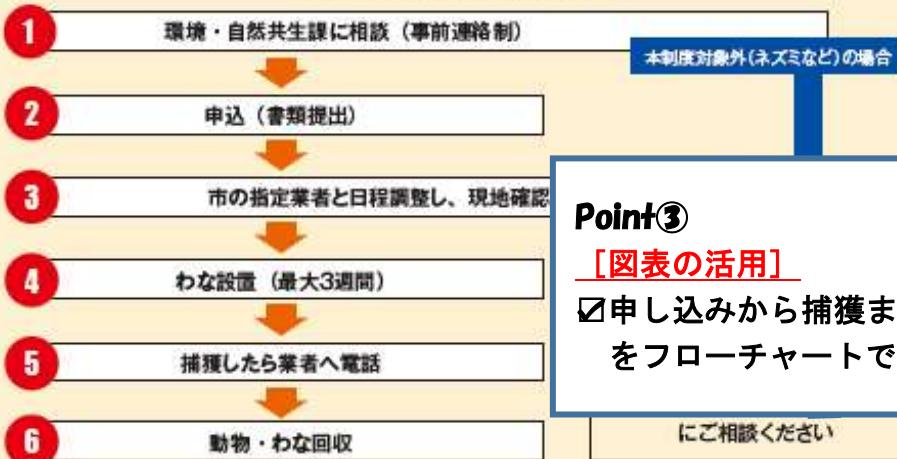 1 環境・自然共生課に相談(事前連絡制)
本制度対象外(ネズミなど)の場合
2 申込(書類提出)
3 市の指定業者と日程調整し、現地確認
Point③
[図表の活用]
☑申し込みから捕獲ま
をフローチャートで
4 わな設置(最大3週間)
5 捕獲したら業者へ電話
6 動物・わな回収
にご相談ください